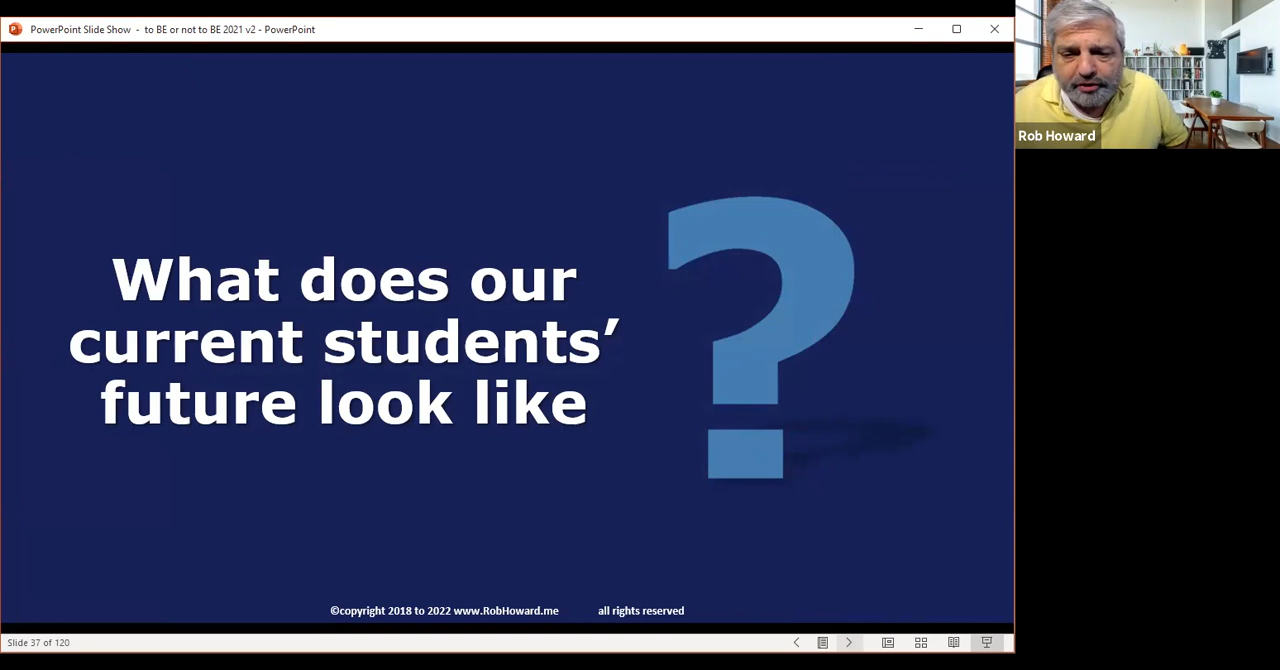 PowerPoint Slide Show - to BE or not to BE 2021 v2 - PowerPoint
Rob Howard
What does our
current students’
future look like
?
©copyright 2018 to 2022 www.RobHoward.me all rights reserved
Slide 37 of 120